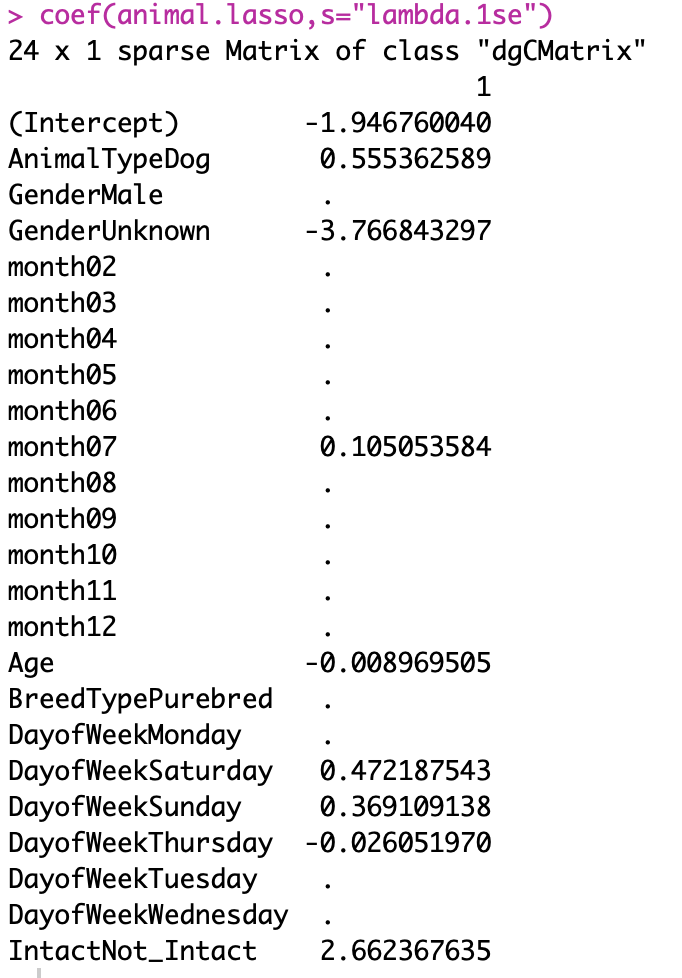 > coef(animal.lasso,s="lambda.1se")
24 x 1 sparse Matrix of class "dgCMatrix"
1
(Intercept) -1.946760040
AnimalTypeDog 0.555362589
GenderMale .
GenderUnknown -3.766843297
month02 .
month03 .
month04 .
month05 .
month06 .
month07 0.105053584
month08 .
month09 .
month10 .
month11 .
month12 .
Age -0.008969505
BreedTypePurebred .
DayofWeekMonday .
DayofWeekSaturday 0.472187543
DayofWeekSunday 0.369109138
DayofWeekThursday -0.026051970
DayofWeekTuesday .
DayofWeekWednesday .
IntactNot_Intact 2.662367635